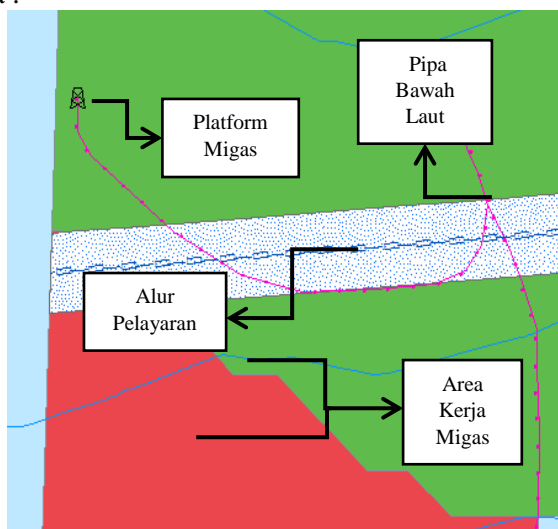 Pipa
Bawah
Laut
Platform
Migas
Alur
Pelayaran
Area
Kerja
Migas